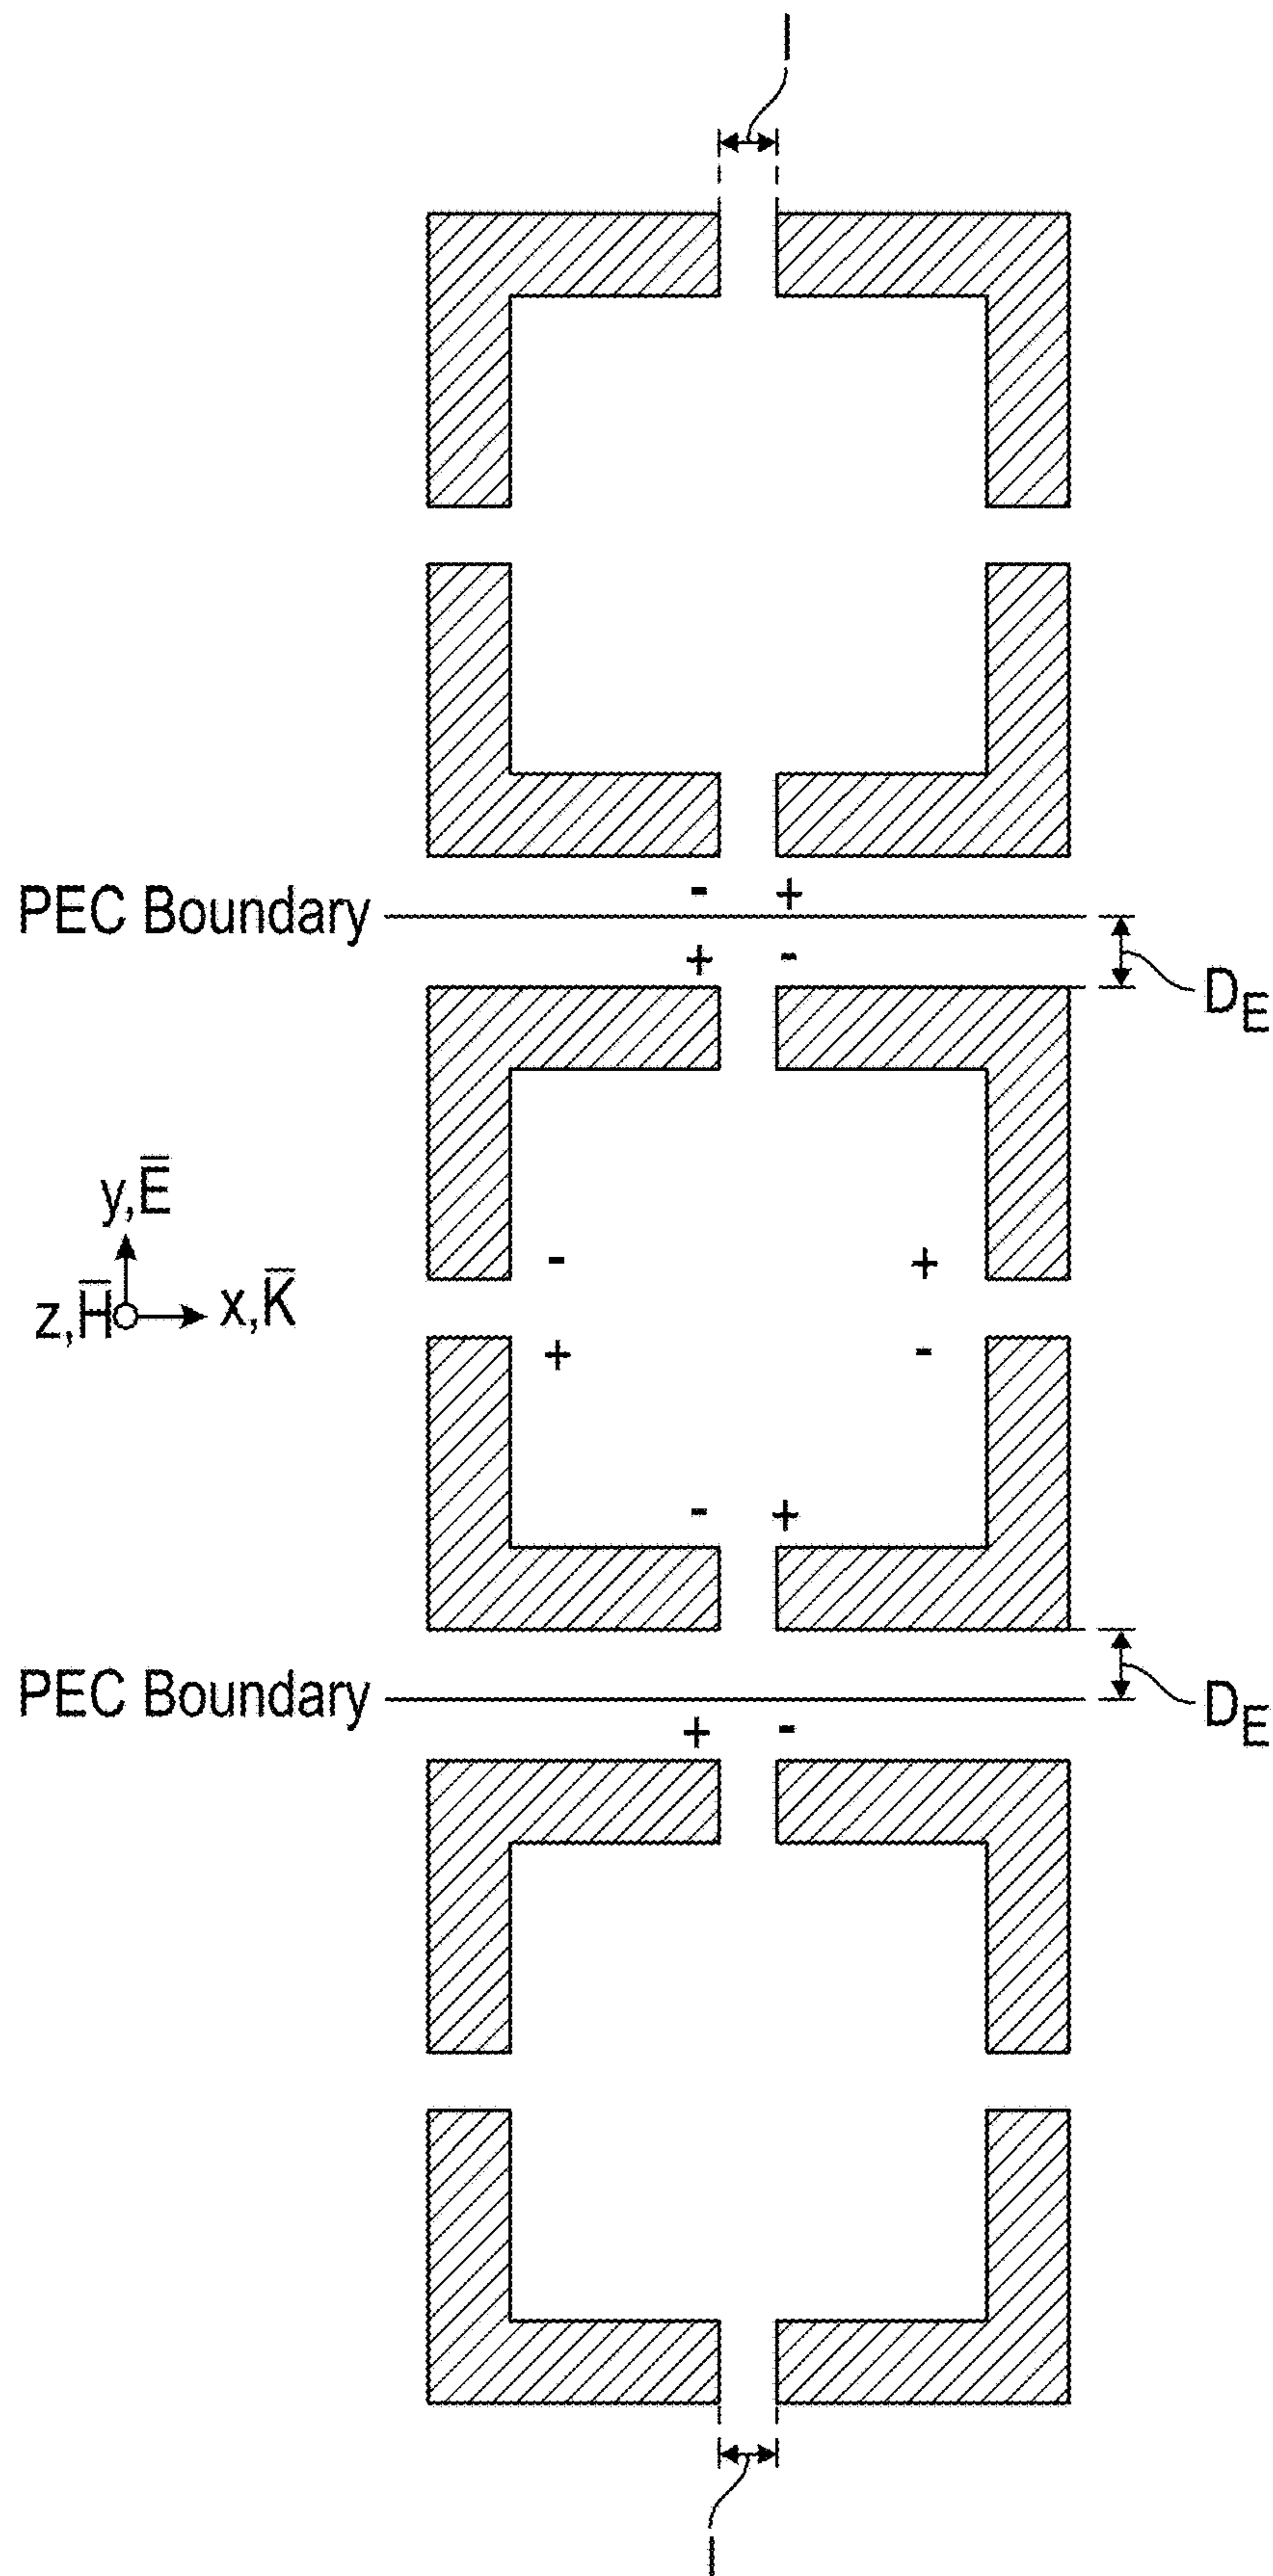 l
- +
PEC Boundary
+ -
D_E
y,E̅
z,H̅
x,K̅
- +
+ -
- +
PEC Boundary
D_E
+ -
l